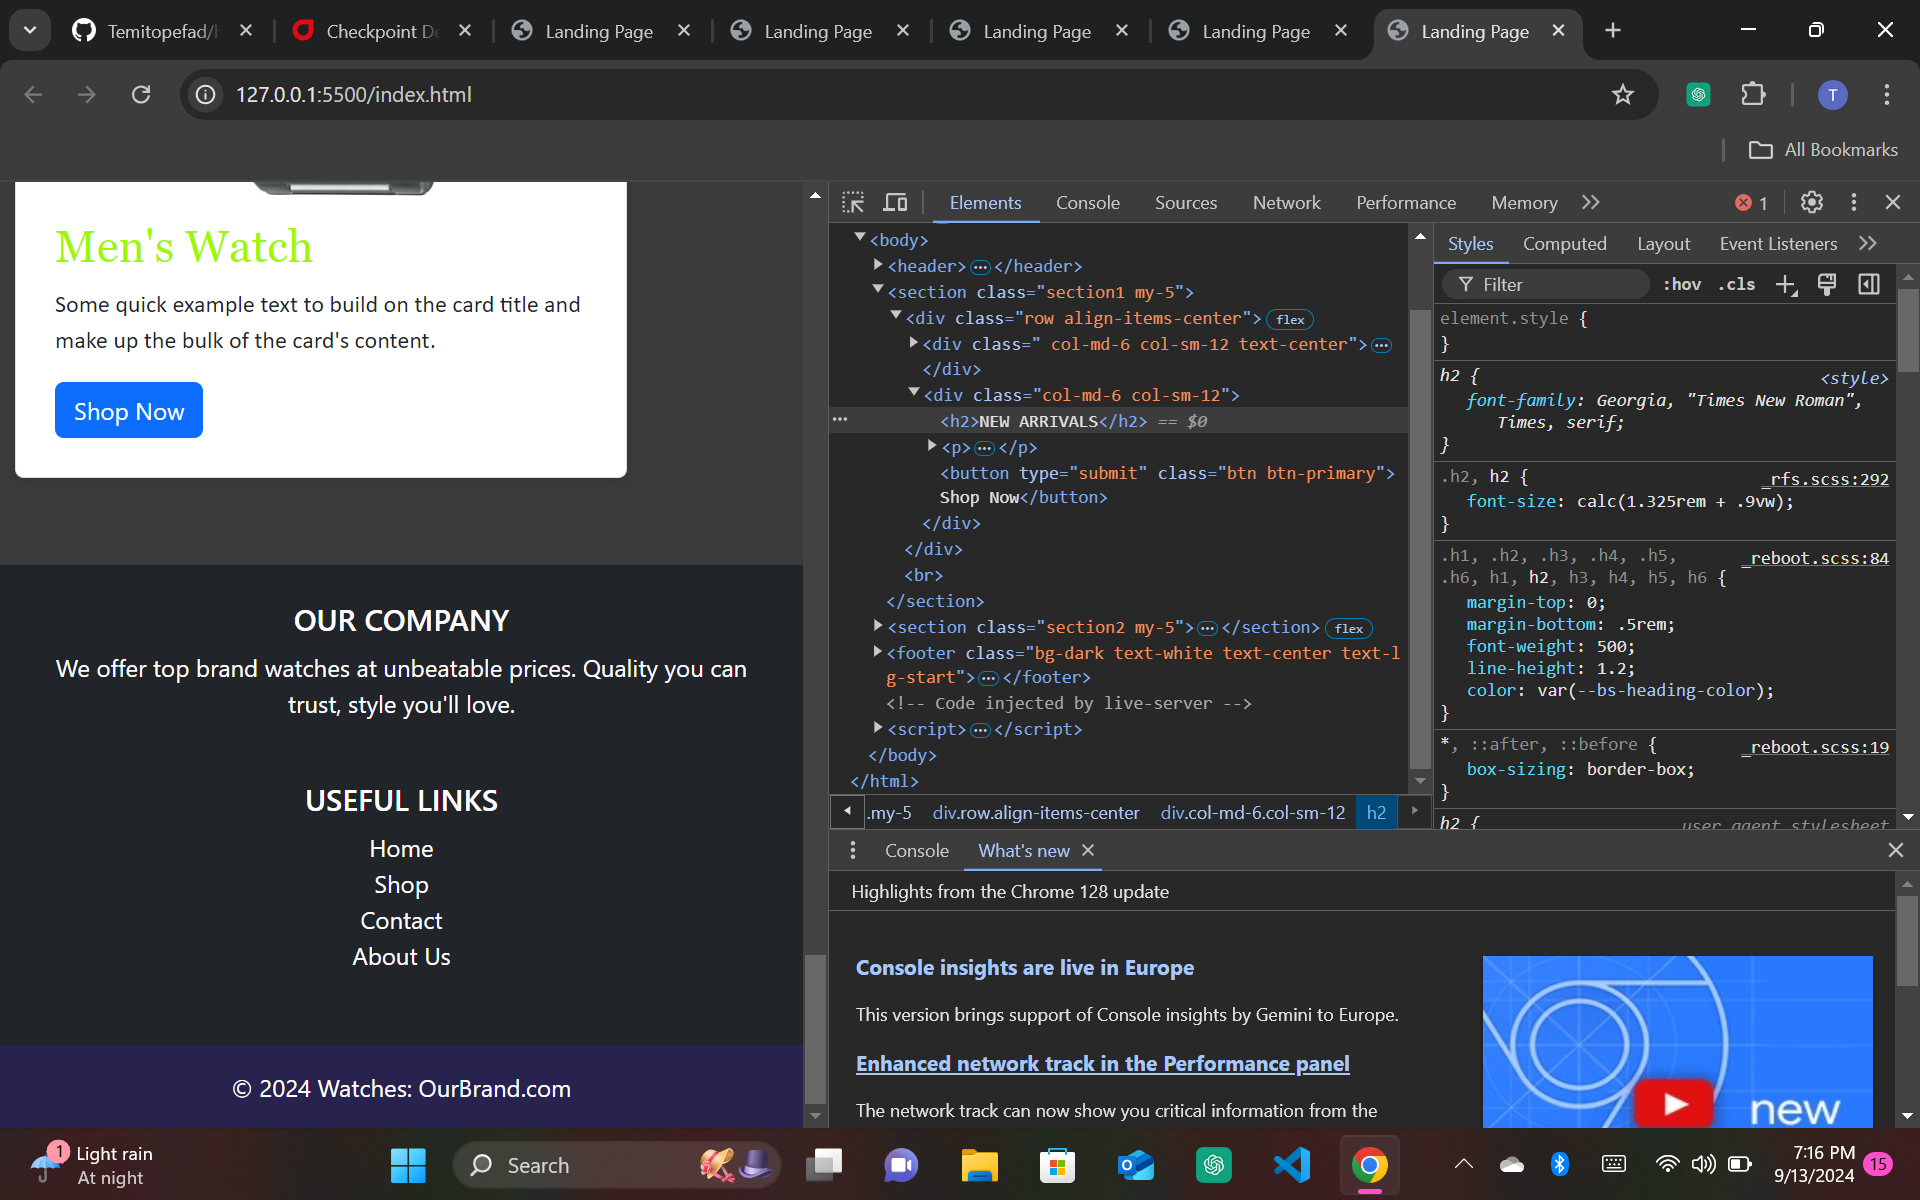 Temitopefad/h
Checkpoint De
Landing Page
Landing Page
Landing Page
Landing Page
Landing Page
127.0.0.1:5500/index.html
T
All Bookmarks
Men's Watch
Some quick example text to build on the card title and
make up the bulk of the card's content.
Shop Now
OUR COMPANY
We offer top brand watches at unbeatable prices. Quality you can
trust, style you'll love.
USEFUL LINKS
Home
Shop
Contact
About Us
© 2024 Watches: OurBrand.com
Elements
Console
Sources
Network
Performance
Memory
1
<body>
<header>…</header>
<section class="section1 my-5">
<div class="row align-items-center"> flex
<div class=" col-md-6 col-sm-12 text-center">…
</div>
<div class="col-md-6 col-sm-12">
<h2>NEW ARRIVALS</h2> == $0
<p>…</p>
<button type="submit" class="btn btn-primary">
Shop Now</button>
</div>
</div>
<br>
</section>
<section class="section2 my-5">…</section> flex
<footer class="bg-dark text-white text-center text-l
g-start">…</footer>
<!-- Code injected by live-server -->
<script>…</script>
</body>
</html>
.my-5
div.row.align-items-center
div.col-md-6.col-sm-12
h2
Styles
Computed
Layout
Event Listeners
Filter
:hov
.cls
element.style {
}
h2 {
<style>
font-family: Georgia, "Times New Roman",
Times, serif;
}
.h2, h2 {
_rfs.scss:292
font-size: calc(1.325rem + .9vw);
}
.h1, .h2, .h3, .h4, .h5,
_reboot.scss:84
.h6, h1, h2, h3, h4, h5, h6 {
margin-top: 0;
margin-bottom: .5rem;
font-weight: 500;
line-height: 1.2;
color: var(--bs-heading-color);
}
*, ::after, ::before {
_reboot.scss:19
box-sizing: border-box;
}
h2 {
user agent stylesheet
Console
What's new
Highlights from the Chrome 128 update
Console insights are live in Europe
This version brings support of Console insights by Gemini to Europe.
Enhanced network track in the Performance panel
The network track can now show you critical information from the
new
1
Light rain
At night
Search
7:16 PM
9/13/2024
15